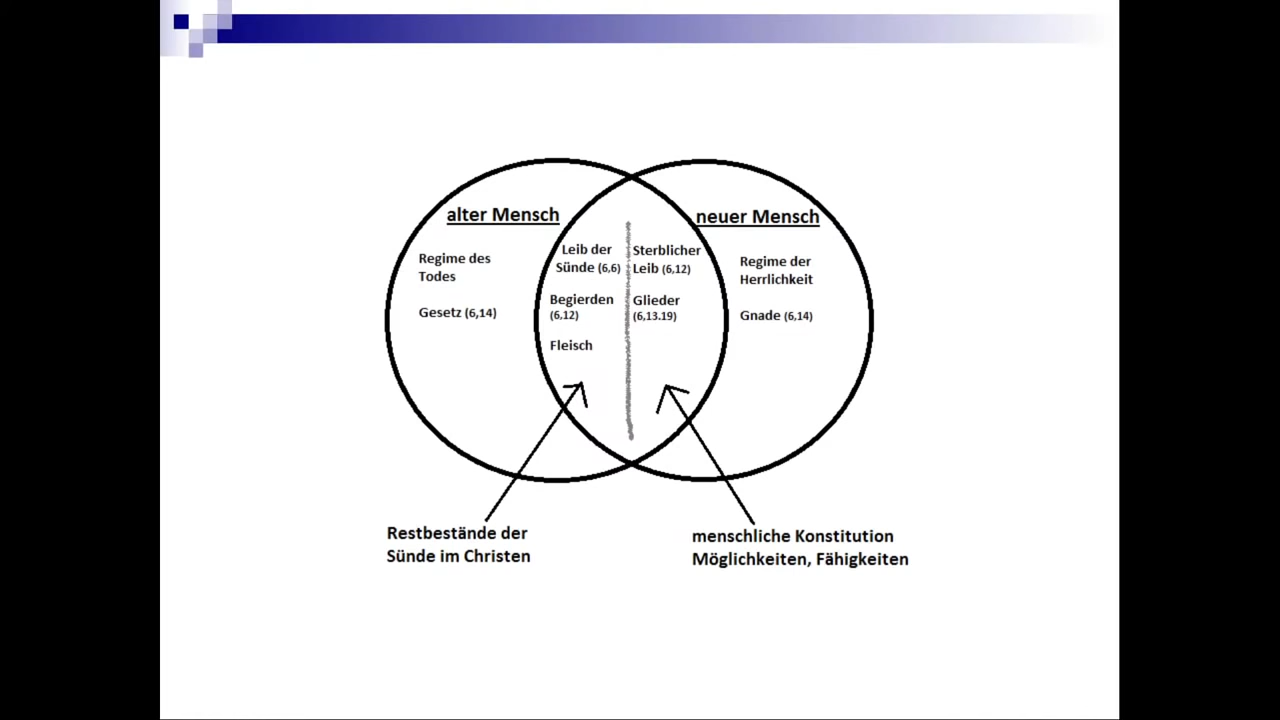 alter Mensch
Regime des
Todes
Gesetz (6,14)
Leib der
Sünde (6,6)
Begierden
(6,12)
Fleisch
Sterblicher
Leib (6,12)
Glieder
(6,13.19)
neuer Mensch
Regime der
Herrlichkeit
Gnade (6,14)
Restbestände der
Sünde im Christen
menschliche Konstitution
Möglichkeiten, Fähigkeiten